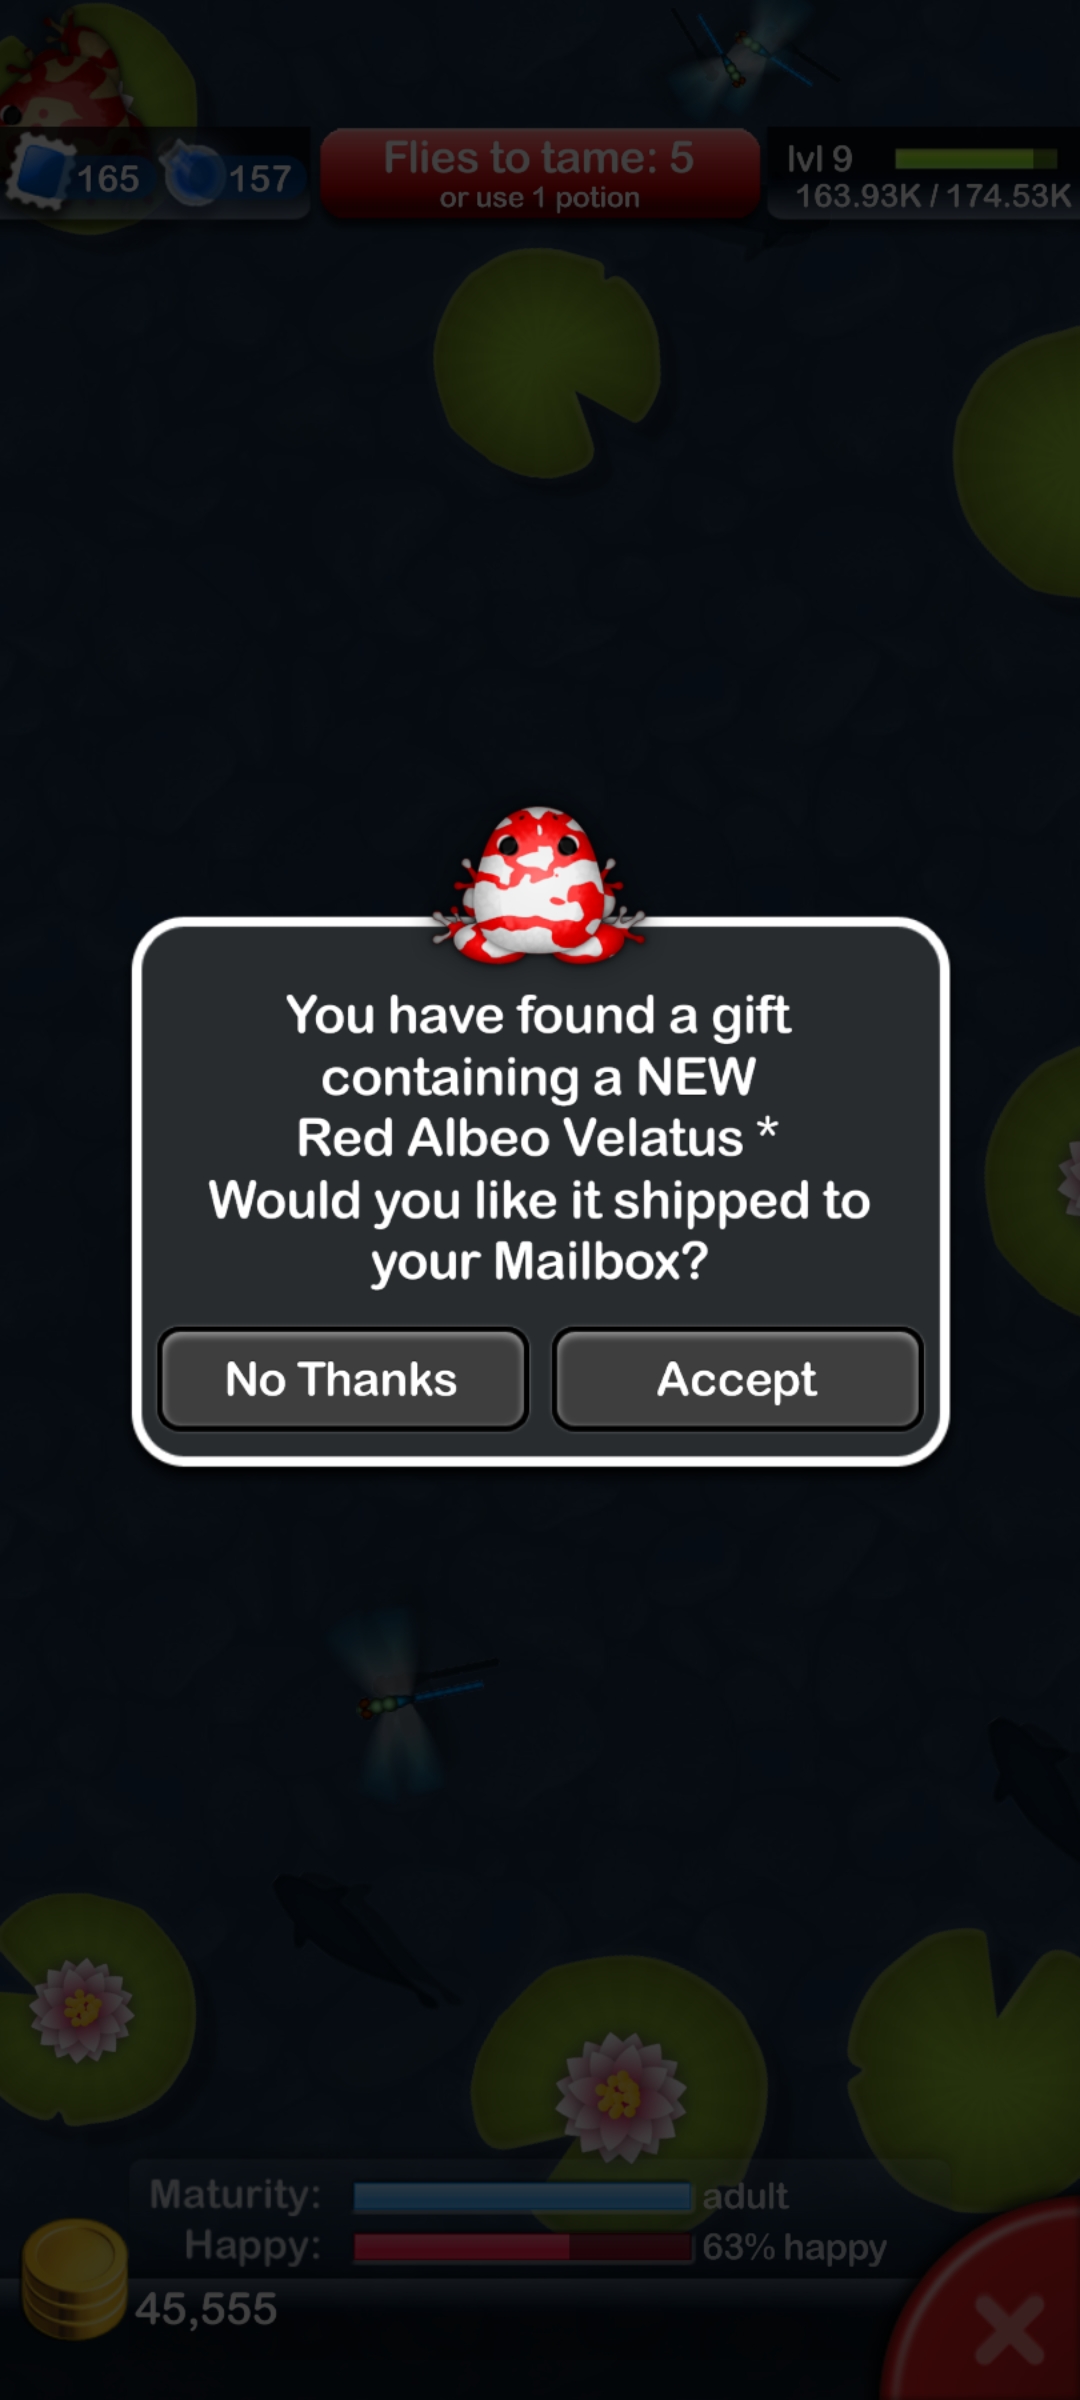 165
157
Flies to tame: 5
or use 1 potion
lvl 9
163.93K / 174.53K
You have found a gift
containing a NEW
Red Albeo Velatus *
Would you like it shipped to
your Mailbox?
No Thanks
Accept
Maturity:
adult
Happy:
63% happy
45,555